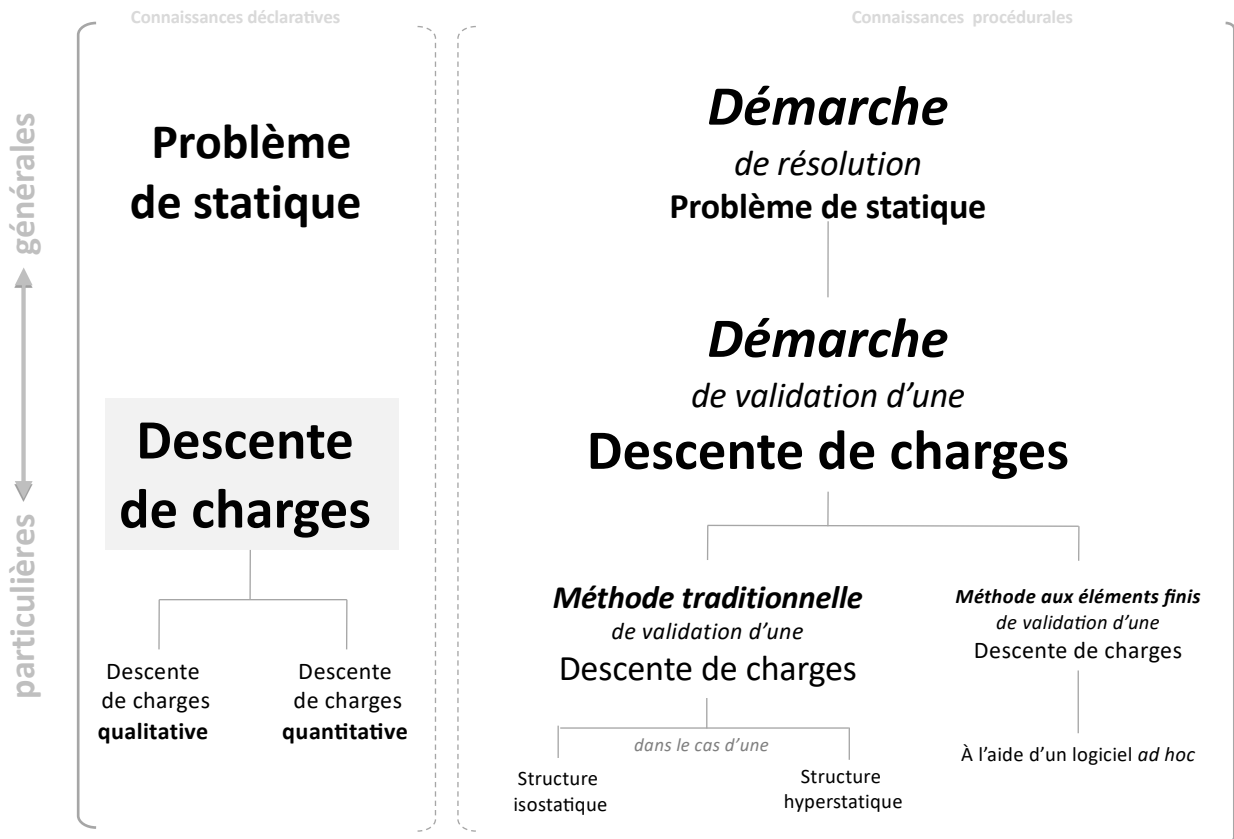 Connaissances déclaratives
Connaissances procédurales
générales
particulières
Problème
de statique
Descente
de charges
Descente
de charges
qualitative
Descente
de charges
quantitative
Démarche
de résolution
Problème de statique
Démarche
de validation d’une
Descente de charges
Méthode traditionnelle
de validation d’une
Descente de charges
dans le cas d’une
Structure
isostatique
Structure
hyperstatique
Méthode aux éléments finis
de validation d’une
Descente de charges
À l’aide d’un logiciel ad hoc